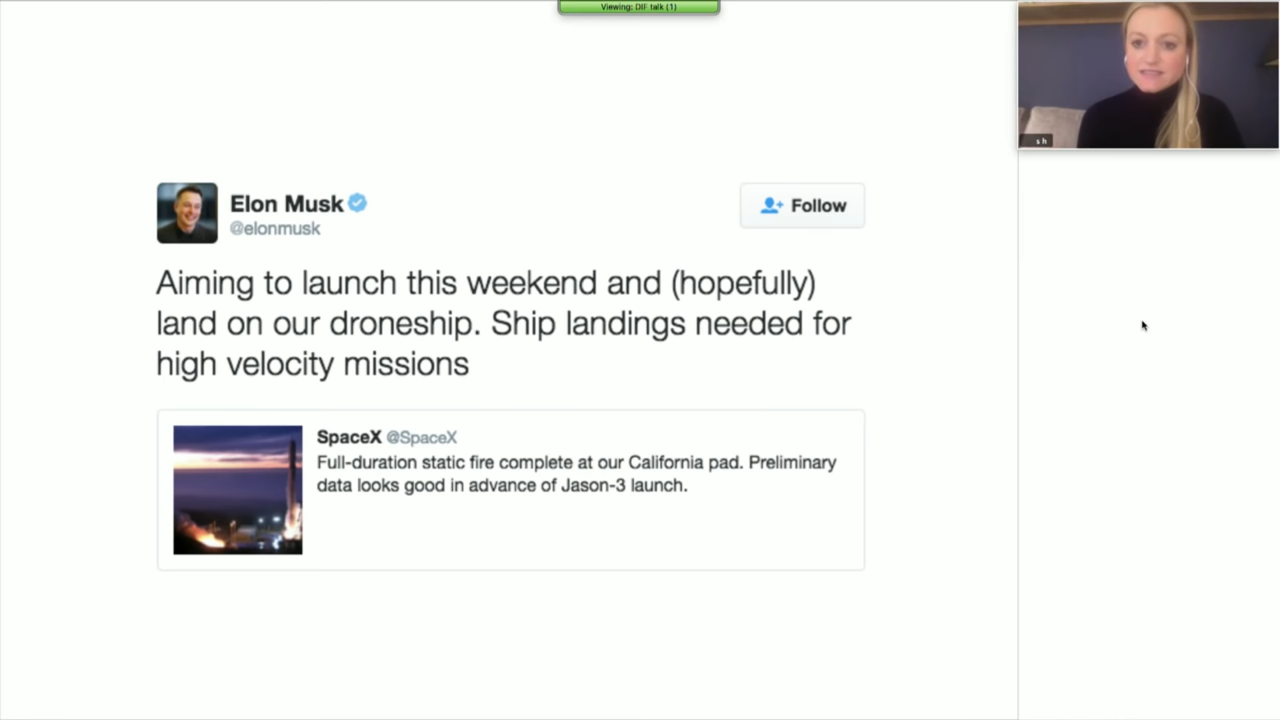 Viewing: DIF talk (1)
s h
Elon Musk
@elonmusk
Follow
Aiming to launch this weekend and (hopefully)
land on our droneship. Ship landings needed for
high velocity missions
SpaceX @SpaceX
Full-duration static fire complete at our California pad. Preliminary
data looks good in advance of Jason-3 launch.